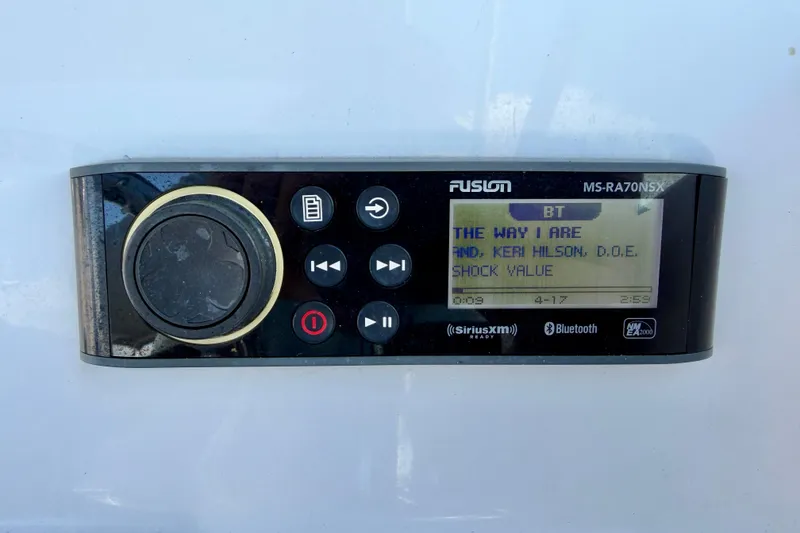 FUSION MS-RA70NSX
BT
THE WAY I ARE
AND, KERI HILSON, D.O.E.
SHOCK VALUE
0:09 4-17 2:59
((SiriusXM)) Bluetooth NMEA 2000
READY